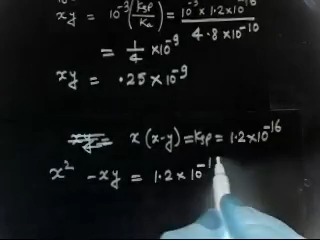 xy = 10⁻³ (Ksp/Ka) = 10⁻³ × 1.2 × 10⁻¹⁶ / 4.8 × 10⁻¹⁰
= 1/4 × 10⁻⁹
xy = .25 × 10⁻⁹
x (x-y) = Ksp = 1.2 × 10⁻¹⁶
x² - xy = 1.2 × 10⁻¹